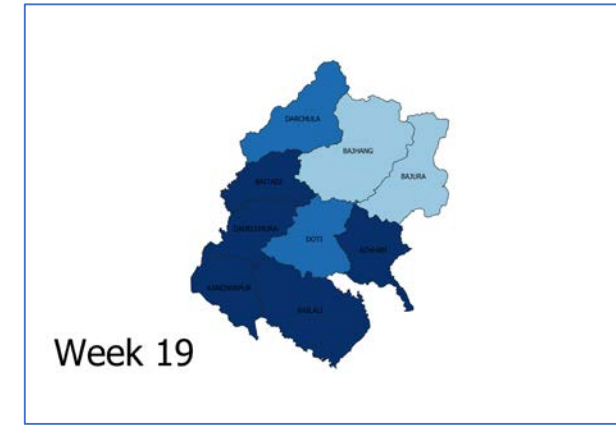 DARCHULA
BAJHANG
BAJURA
BAITADI
DADELDHURA
DOTI
ACHHAM
KANCHANPUR
KAILALI
Week 19